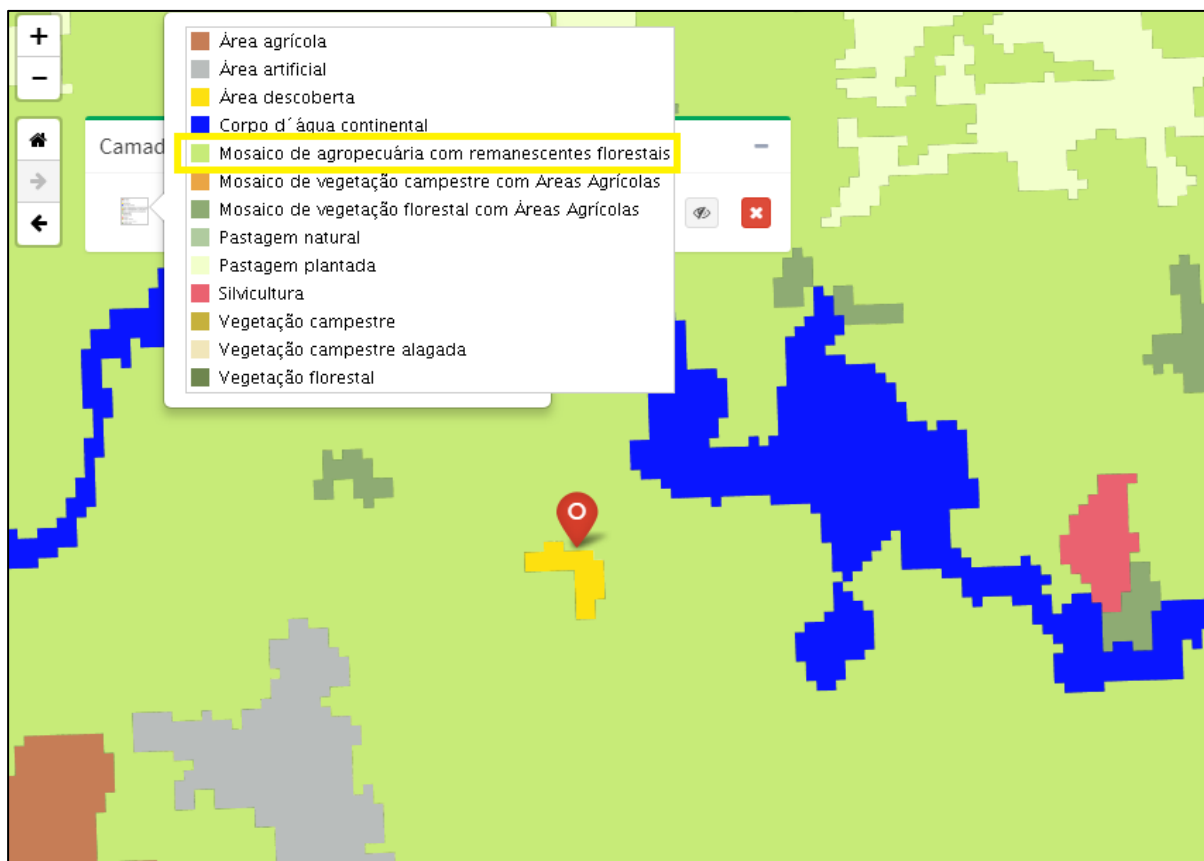 +
Área agrícola
Área artificial
−
Área descoberta
Corpo d´água continental
Camad
Mosaico de agropecuária com remanescentes florestais
Mosaico de vegetação campestre com Áreas Agrícolas
Mosaico de vegetação florestal com Áreas Agrícolas
Pastagem natural
Pastagem plantada
Silvicultura
Vegetação campestre
Vegetação campestre alagada
Vegetação florestal